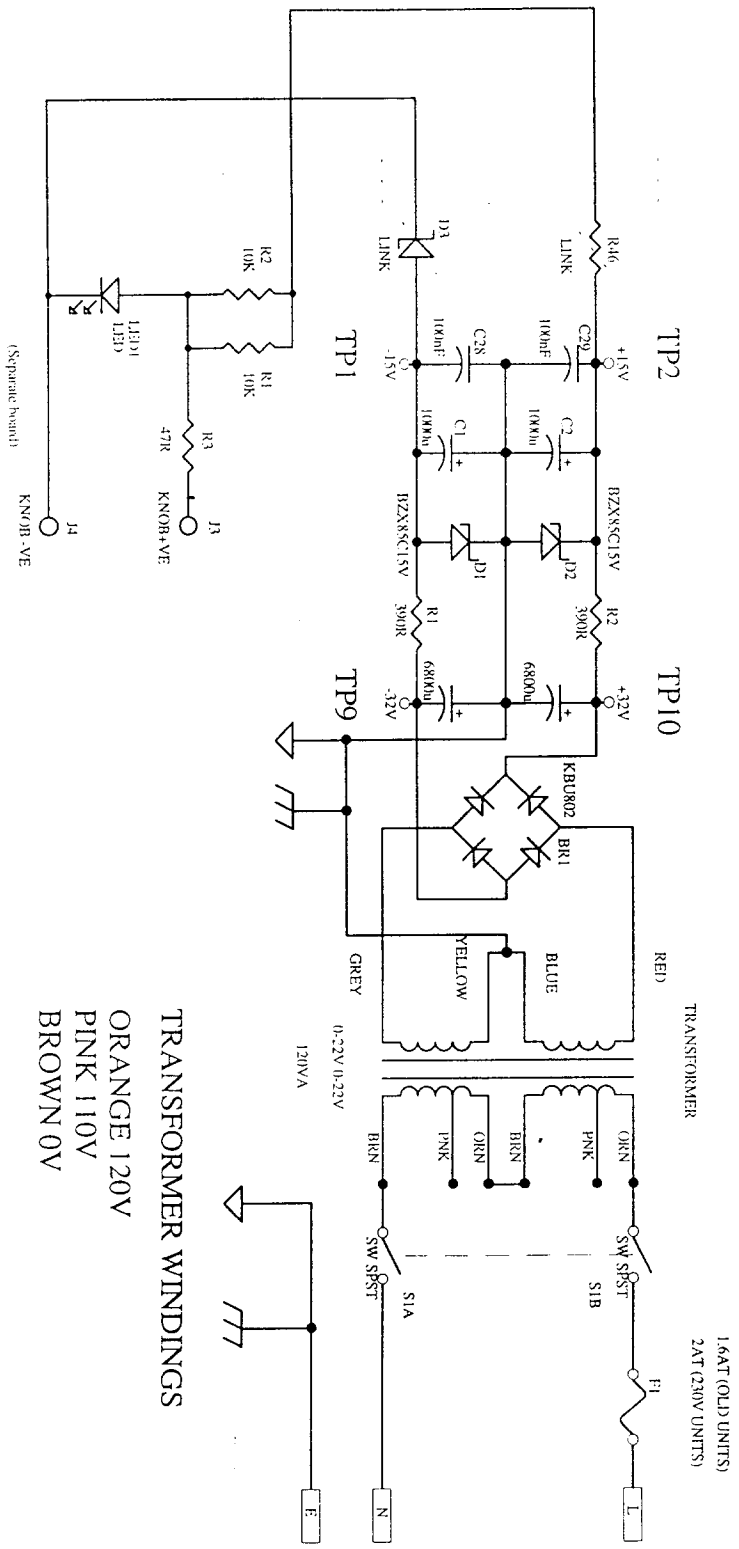 1.6AT (OLD UNITS)
2AT (230V UNITS)
F1
L
N
E
S1B
SW SPST
S1A
SW SPST
TRANSFORMER
ORN
PNK
BRN
ORN
PNK
BRN
0-22V 0-22V
120VA
RED
BLUE
YELLOW
GREY
KBU802
BR1
TP10
+32V
6800u
6800u
-32V
TP9
R2
390R
R1
390R
BZX85C15V
D2
D1
BZX85C15V
C2
1000u
C1
1000u
TP2
+15V
C29
100nF
C28
100nF
-15V
TP1
R46
LINK
D3
LINK
R2
10K
R1
10K
LED1
LED
R3
47R
J3
KNOB+VE
J4
KNOB -VE
(Separate board)
TRANSFORMER WINDINGS
ORANGE 120V
PINK 110V
BROWN 0V